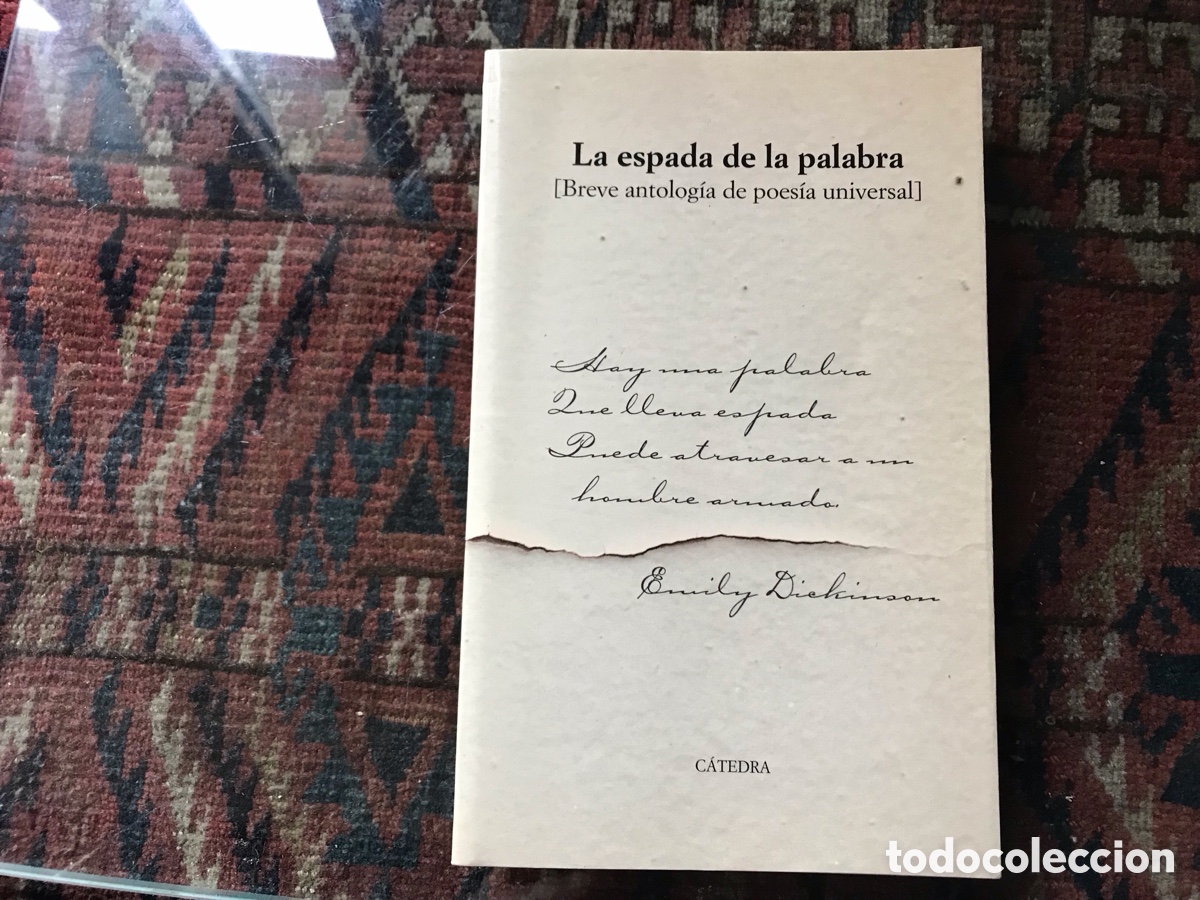 La espada de la palabra
[Breve antología de poesía universal]
Hay una palabra
Que lleva espada
Puede atravesar a un
hombre armado.
Emily Dickinson
CÁTEDRA
todocoleccion